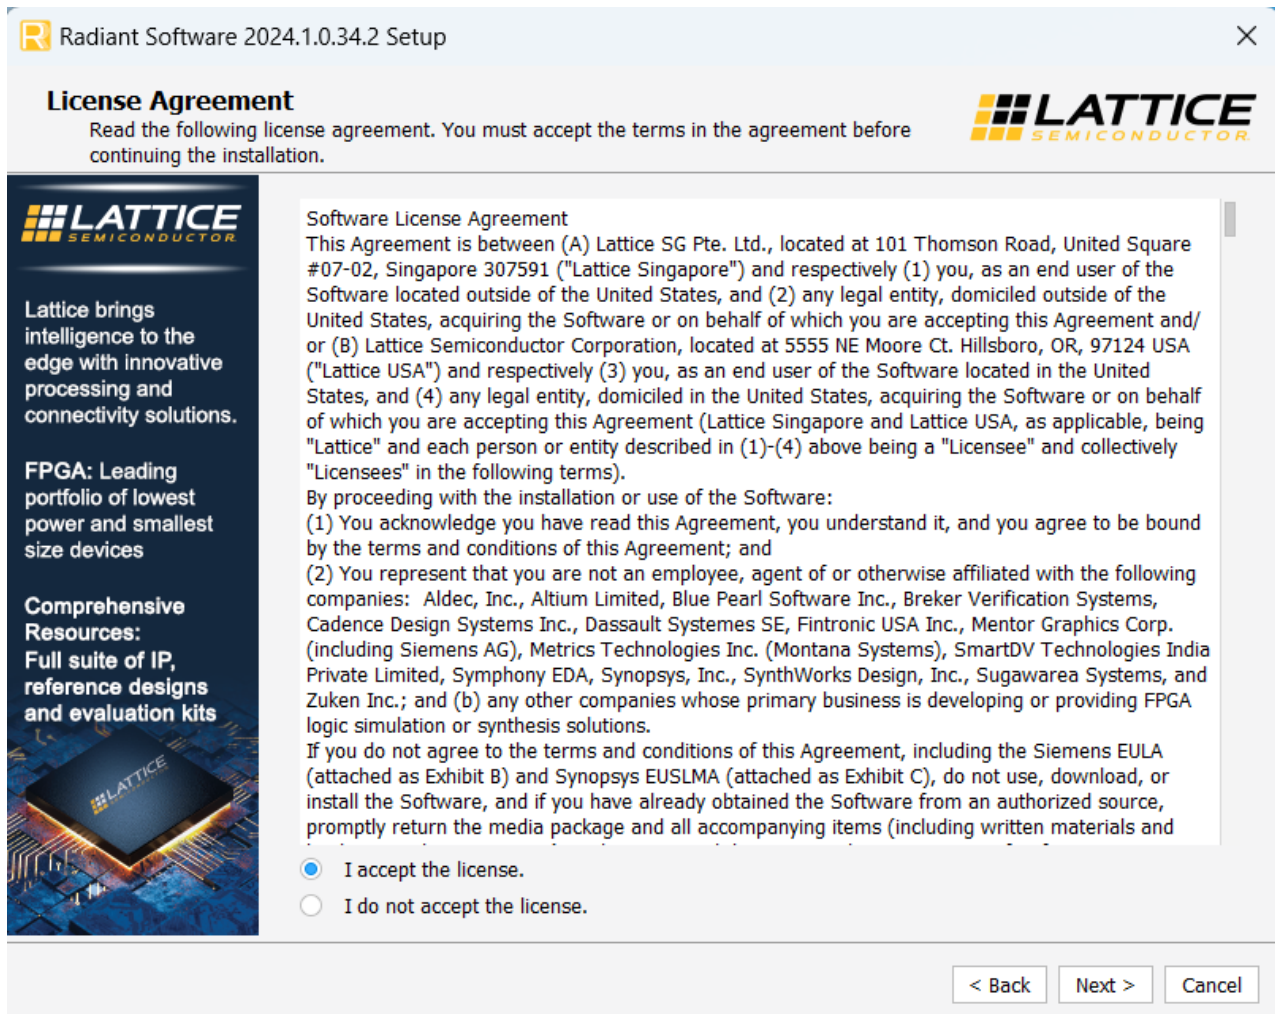 Radiant Software 2024.1.0.34.2 Setup
License Agreement
Read the following license agreement. You must accept the terms in the agreement before
continuing the installation.
LATTICE
SEMICONDUCTOR
LATTICE
SEMICONDUCTOR
Lattice brings
intelligence to the
edge with innovative
processing and
connectivity solutions.
FPGA: Leading
portfolio of lowest
power and smallest
size devices
Comprehensive
Resources:
Full suite of IP,
reference designs
and evaluation kits
LATTICE
Software License Agreement
This Agreement is between (A) Lattice SG Pte. Ltd., located at 101 Thomson Road, United Square
#07-02, Singapore 307591 ("Lattice Singapore") and respectively (1) you, as an end user of the
Software located outside of the United States, and (2) any legal entity, domiciled outside of the
United States, acquiring the Software or on behalf of which you are accepting this Agreement and/
or (B) Lattice Semiconductor Corporation, located at 5555 NE Moore Ct. Hillsboro, OR, 97124 USA
("Lattice USA") and respectively (3) you, as an end user of the Software located in the United
States, and (4) any legal entity, domiciled in the United States, acquiring the Software or on behalf
of which you are accepting this Agreement (Lattice Singapore and Lattice USA, as applicable, being
"Lattice" and each person or entity described in (1)-(4) above being a "Licensee" and collectively
"Licensees" in the following terms).
By proceeding with the installation or use of the Software:
(1) You acknowledge you have read this Agreement, you understand it, and you agree to be bound
by the terms and conditions of this Agreement; and
(2) You represent that you are not an employee, agent of or otherwise affiliated with the following
companies:  Aldec, Inc., Altium Limited, Blue Pearl Software Inc., Breker Verification Systems,
Cadence Design Systems Inc., Dassault Systemes SE, Fintronic USA Inc., Mentor Graphics Corp.
(including Siemens AG), Metrics Technologies Inc. (Montana Systems), SmartDV Technologies India
Private Limited, Symphony EDA, Synopsys, Inc., SynthWorks Design, Inc., Sugawarea Systems, and
Zuken Inc.; and (b) any other companies whose primary business is developing or providing FPGA
logic simulation or synthesis solutions.
If you do not agree to the terms and conditions of this Agreement, including the Siemens EULA
(attached as Exhibit B) and Synopsys EUSLMA (attached as Exhibit C), do not use, download, or
install the Software, and if you have already obtained the Software from an authorized source,
promptly return the media package and all accompanying items (including written materials and
I accept the license.
I do not accept the license.
< Back
Next >
Cancel